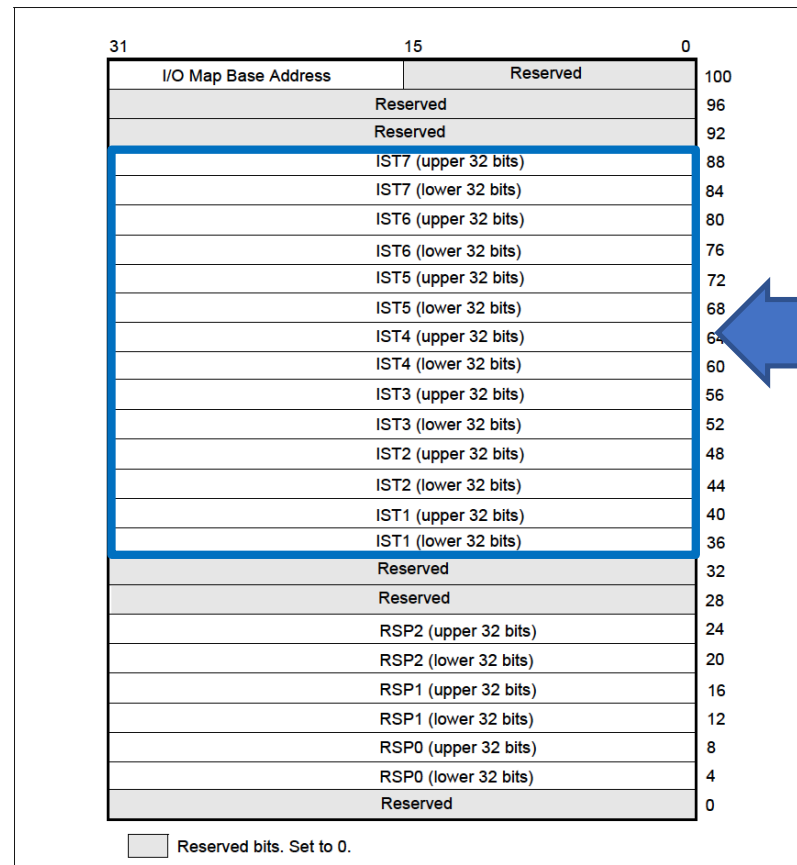 31 15 0
I/O Map Base Address Reserved 100
Reserved 96
Reserved 92
IST7 (upper 32 bits) 88
IST7 (lower 32 bits) 84
IST6 (upper 32 bits) 80
IST6 (lower 32 bits) 76
IST5 (upper 32 bits) 72
IST5 (lower 32 bits) 68
IST4 (upper 32 bits) 64
IST4 (lower 32 bits) 60
IST3 (upper 32 bits) 56
IST3 (lower 32 bits) 52
IST2 (upper 32 bits) 48
IST2 (lower 32 bits) 44
IST1 (upper 32 bits) 40
IST1 (lower 32 bits) 36
Reserved 32
Reserved 28
RSP2 (upper 32 bits) 24
RSP2 (lower 32 bits) 20
RSP1 (upper 32 bits) 16
RSP1 (lower 32 bits) 12
RSP0 (upper 32 bits) 8
RSP0 (lower 32 bits) 4
Reserved 0
Reserved bits. Set to 0.